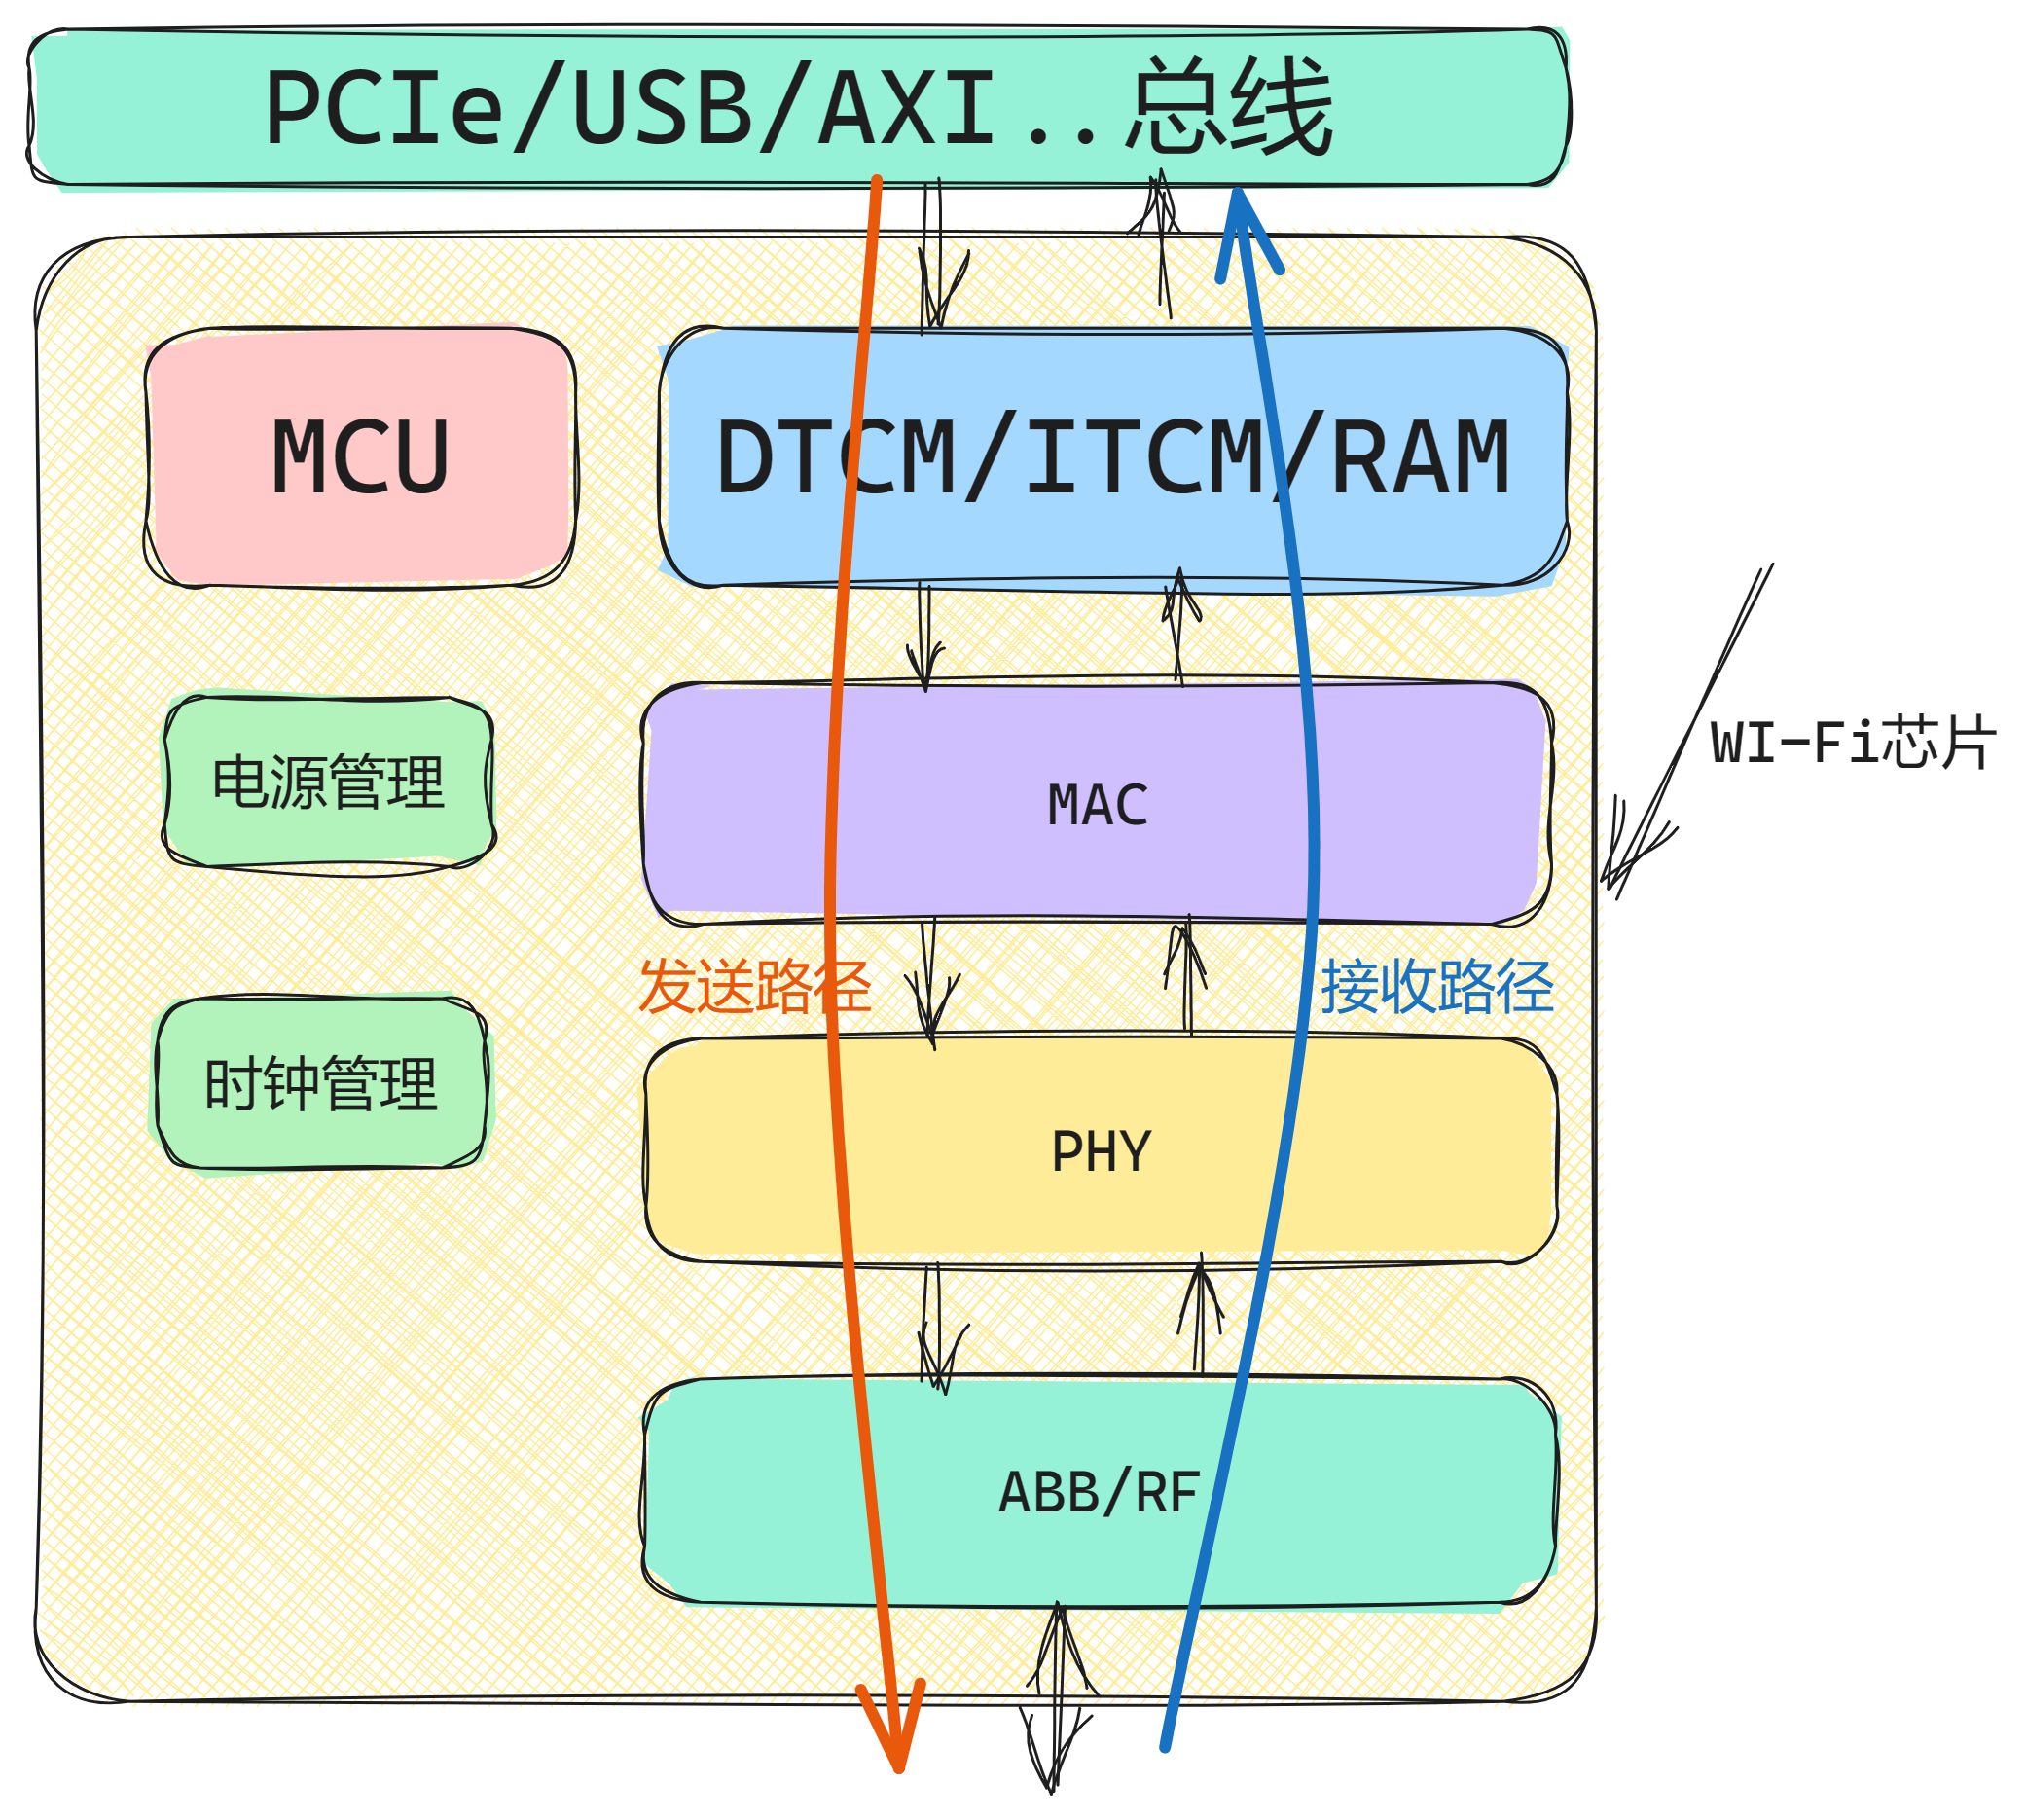 PCIe/USB/AXI..总线
MCU
DTCM/ITCM/RAM
WI-Fi芯片
电源管理
MAC
发送路径
接收路径
时钟管理
PHY
ABB/RF